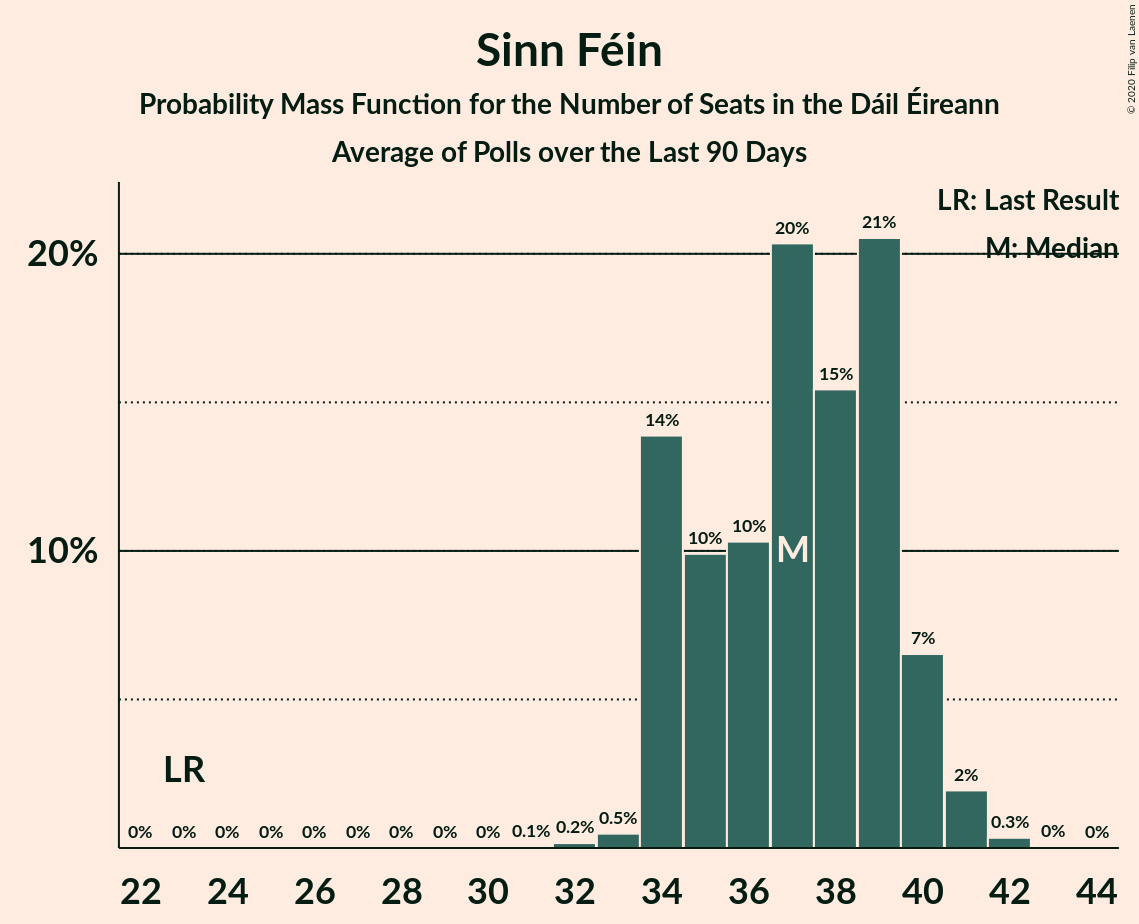 Sinn Féin
Probability Mass Function for the Number of Seats in the Dáil Éireann
Average of Polls over the Last 90 Days
© 2020 Filip van Laenen
LR: Last Result
M: Median
20%
10%
0% 0% 0% 0% 0% 0% 0% 0% 0% 0.1% 0.2% 0.5% 14% 10% 10% 20% 15% 21% 7% 2% 0.3% 0% 0%
LR
M
22 24 26 28 30 32 34 36 38 40 42 44